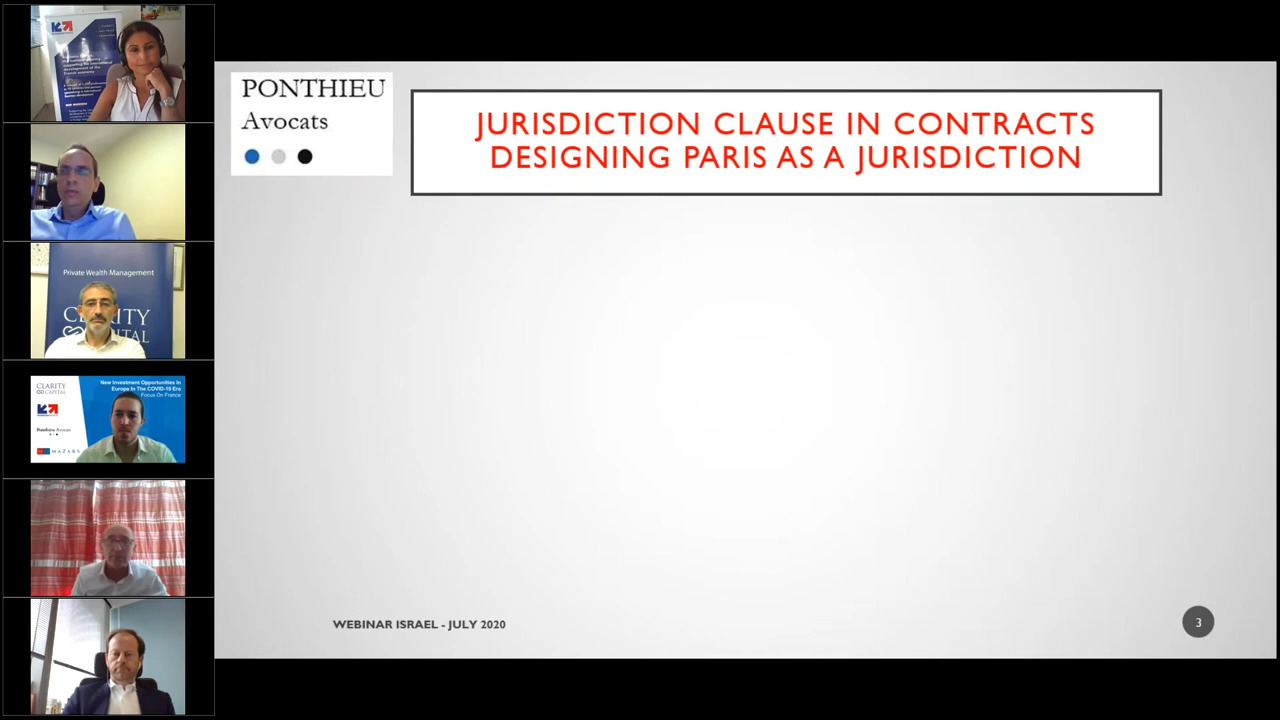 PONTHIEU
Avocats
JURISDICTION CLAUSE IN CONTRACTS
DESIGNING PARIS AS A JURISDICTION
WEBINAR ISRAEL - JULY 2020
3
Private Wealth Management
CLARITY
CAPITAL
New Investment Opportunities In
Europe In The COVID-19 Era
Focus On France
Ponthieu Avocats
MAZARS